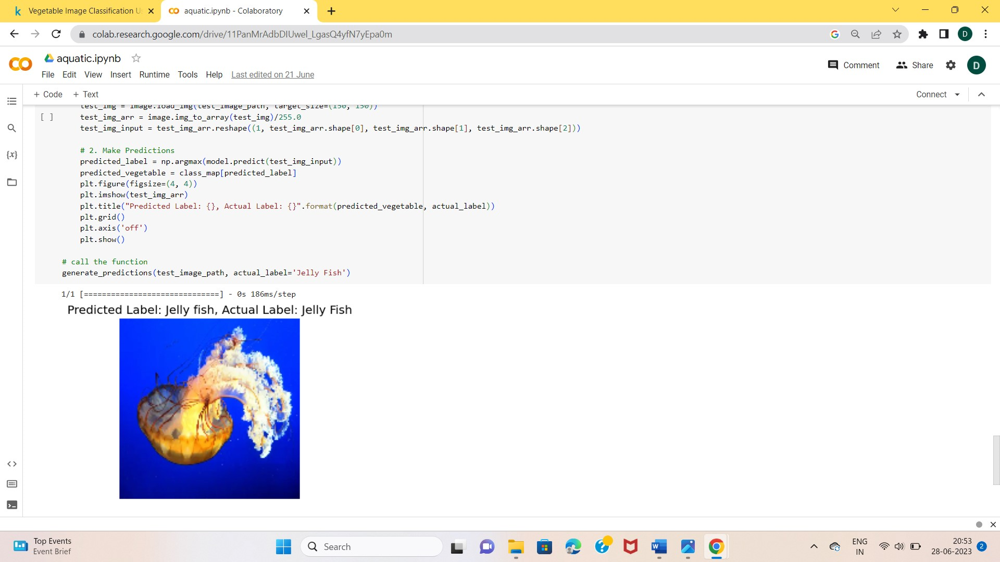 Vegetable Image Classification U
aquatic.ipynb - Colaboratory
colab.research.google.com/drive/11PanMrAdbDIUwel_LgasQ4yfN7yEpa0m
D
aquatic.ipynb
Comment
Share
D
File Edit View Insert Runtime Tools Help Last edited on 21 June
+ Code + Text
Connect
test_img = image.load_img(test_image_path, target_size=(150, 150))
[ ]
test_img_arr = image.img_to_array(test_img)/255.0
test_img_input = test_img_arr.reshape((1, test_img_arr.shape[0], test_img_arr.shape[1], test_img_arr.shape[2]))
# 2. Make Predictions
predicted_label = np.argmax(model.predict(test_img_input))
predicted_vegetable = class_map[predicted_label]
plt.figure(figsize=(4, 4))
plt.imshow(test_img_arr)
plt.title("Predicted Label: {}, Actual Label: {}".format(predicted_vegetable, actual_label))
plt.grid()
plt.axis('off')
plt.show()
# call the function
generate_predictions(test_image_path, actual_label='Jelly Fish')
1/1 [==============================] - 0s 186ms/step
Predicted Label: Jelly fish, Actual Label: Jelly Fish
Top Events
Event Brief
Search
ENG
IN
20:53
28-06-2023
2